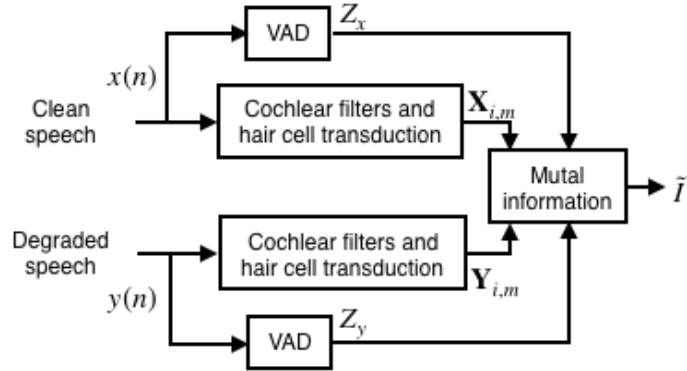 VAD
Z_x
x(n)
Clean
speech
Cochlear filters and
hair cell transduction
X_{i,m}
Mutal
information
Ĩ
Degraded
speech
Cochlear filters and
hair cell transduction
Y_{i,m}
y(n)
VAD
Z_y